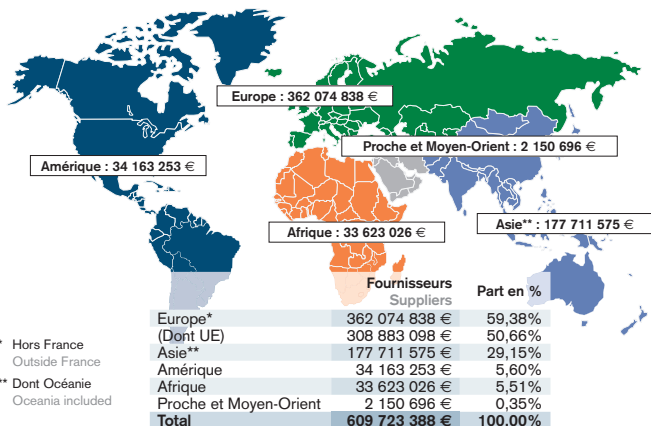 Europe : 362 074 838 €
Proche et Moyen-Orient : 2 150 696 €
Amérique : 34 163 253 €
Asie** : 177 711 575 €
Afrique : 33 623 026 €
Fournisseurs Part en %
Suppliers
Europe* 362 074 838 € 59,38%
(Dont UE) 308 883 098 € 50,66%
Asie** 177 711 575 € 29,15%
Amérique 34 163 253 € 5,60%
Afrique 33 623 026 € 5,51%
Proche et Moyen-Orient 2 150 696 € 0,35%
Total 609 723 388 € 100,00%
* Hors France
Outside France
** Dont Océanie
Oceania included